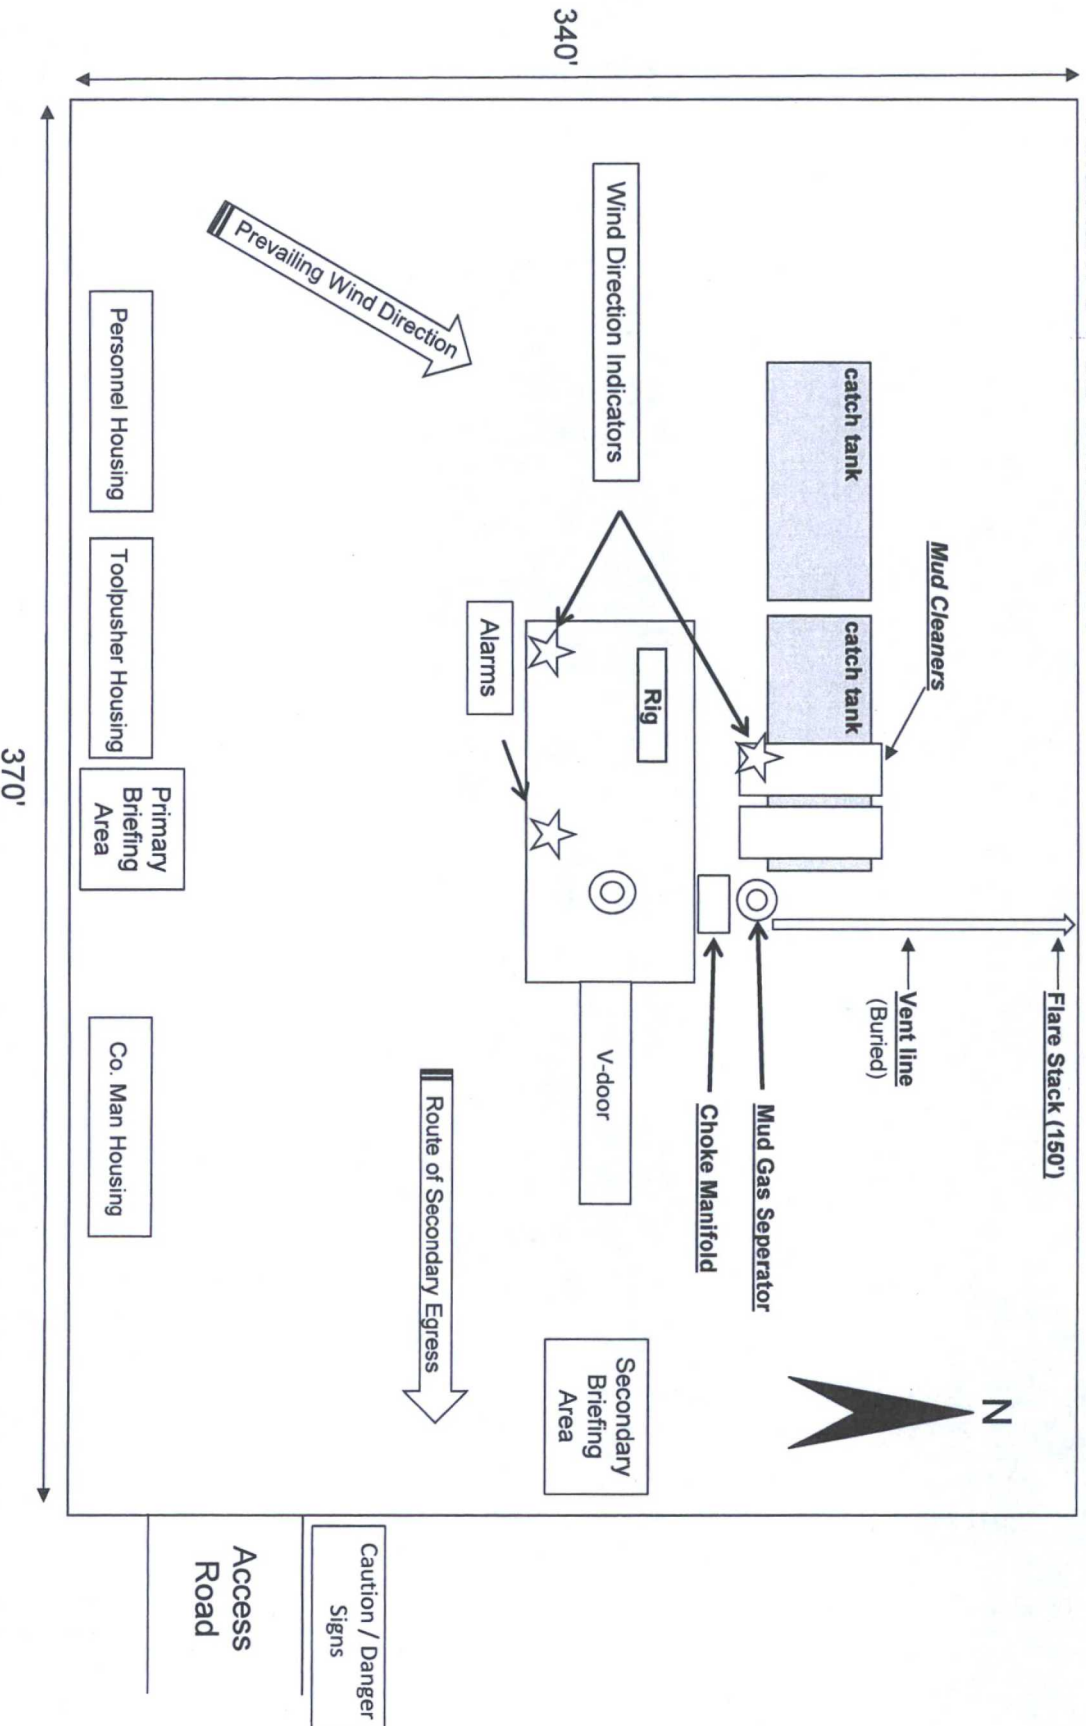 N
Flare Stack (150')
Mud Cleaners
Vent line
(Buried)
catch tank
catch tank
Mud Gas Seperator
Choke Manifold
Wind Direction Indicators
Rig
V-door
Secondary
Briefing
Area
340'
Alarms
Prevailing Wind Direction
Route of Secondary Egress
Caution / Danger
Signs
Access
Road
Personnel Housing
Toolpusher Housing
Primary
Briefing
Area
Co. Man Housing
370'